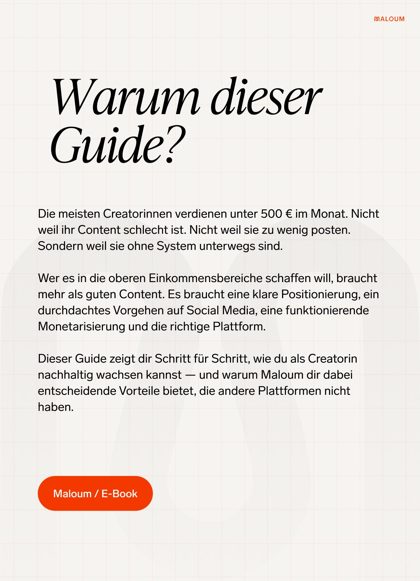 MALOUM
Warum dieser
Guide?
Die meisten Creatorinnen verdienen unter 500 € im Monat. Nicht
weil ihr Content schlecht ist. Nicht weil sie zu wenig posten.
Sondern weil sie ohne System unterwegs sind.
Wer es in die oberen Einkommensbereiche schaffen will, braucht
mehr als guten Content. Es braucht eine klare Positionierung, ein
durchdachtes Vorgehen auf Social Media, eine funktionierende
Monetarisierung und die richtige Plattform.
Dieser Guide zeigt dir Schritt für Schritt, wie du als Creatorin
nachhaltig wachsen kannst — und warum Maloum dir dabei
entscheidende Vorteile bietet, die andere Plattformen nicht
haben.
Maloum / E-Book